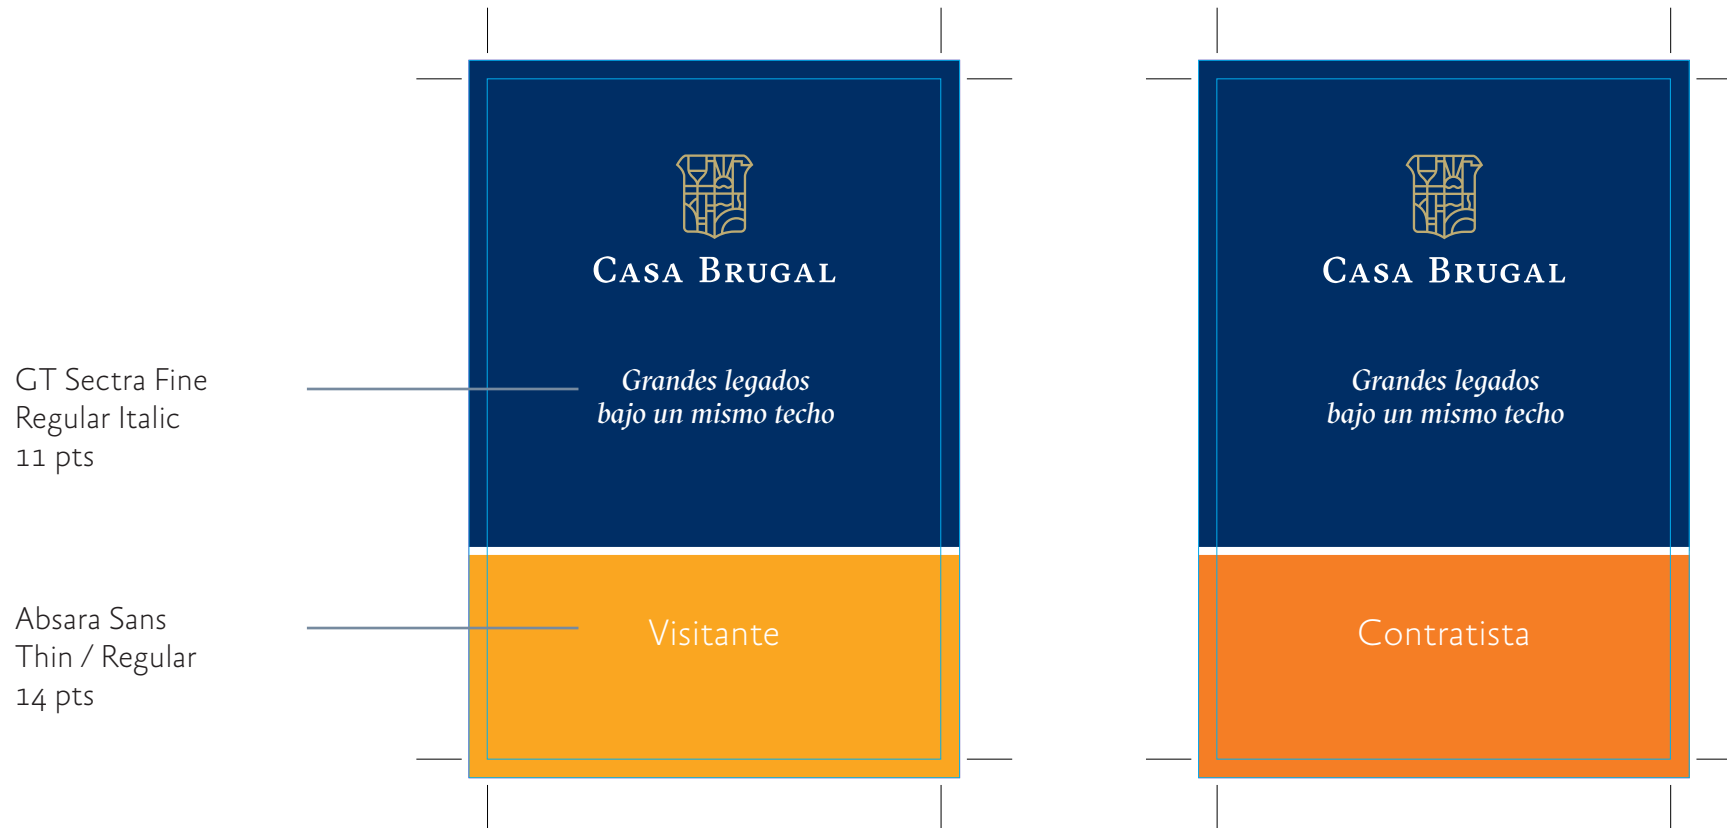 GT Sectra Fine
Regular Italic
11 pts
Absara Sans
Thin / Regular
14 pts
CASA BRUGAL
Grandes legados
bajo un mismo techo
Visitante
CASA BRUGAL
Grandes legados
bajo un mismo techo
Contratista